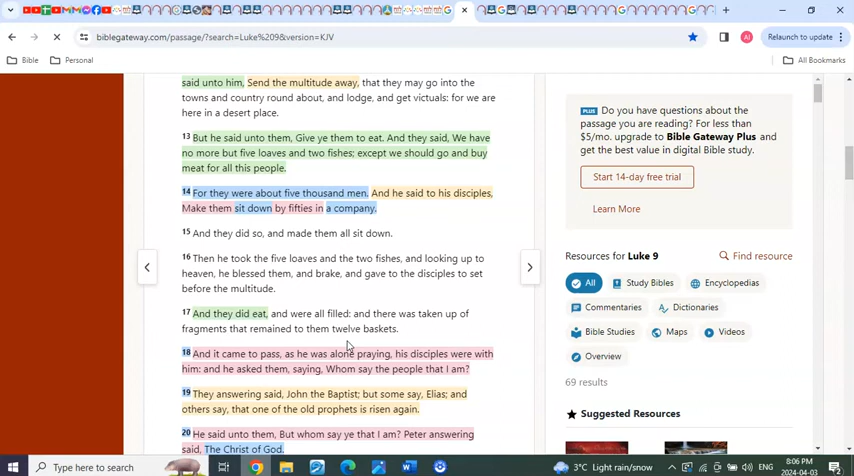 biblegateway.com/passage/?search=Luke%209&version=KJV
AI
Relaunch to update
Bible
Personal
All Bookmarks
said unto him, Send the multitude away, that they may go into the
towns and country round about, and lodge, and get victuals: for we are
here in a desert place.
13 But he said unto them, Give ye them to eat. And they said, We have
no more but five loaves and two fishes; except we should go and buy
meat for all this people.
14 For they were about five thousand men. And he said to his disciples,
Make them sit down by fifties in a company.
15 And they did so, and made them all sit down.
16 Then he took the five loaves and the two fishes, and looking up to
heaven, he blessed them, and brake, and gave to the disciples to set
before the multitude.
17 And they did eat, and were all filled: and there was taken up of
fragments that remained to them twelve baskets.
18 And it came to pass, as he was alone praying, his disciples were with
him: and he asked them, saying, Whom say the people that I am?
19 They answering said, John the Baptist; but some say, Elias; and
others say, that one of the old prophets is risen again.
20 He said unto them, But whom say ye that I am? Peter answering
said, The Christ of God.
PLUS Do you have questions about the
passage you are reading? For less than
$5/mo. upgrade to Bible Gateway Plus and
get the best value in digital Bible study.
Start 14-day free trial
Learn More
Resources for Luke 9
Find resource
All
Study Bibles
Encyclopedias
Commentaries
Dictionaries
Bible Studies
Maps
Videos
Overview
69 results
Suggested Resources
Type here to search
3°C Light rain/snow
8:06 PM
2024-04-03